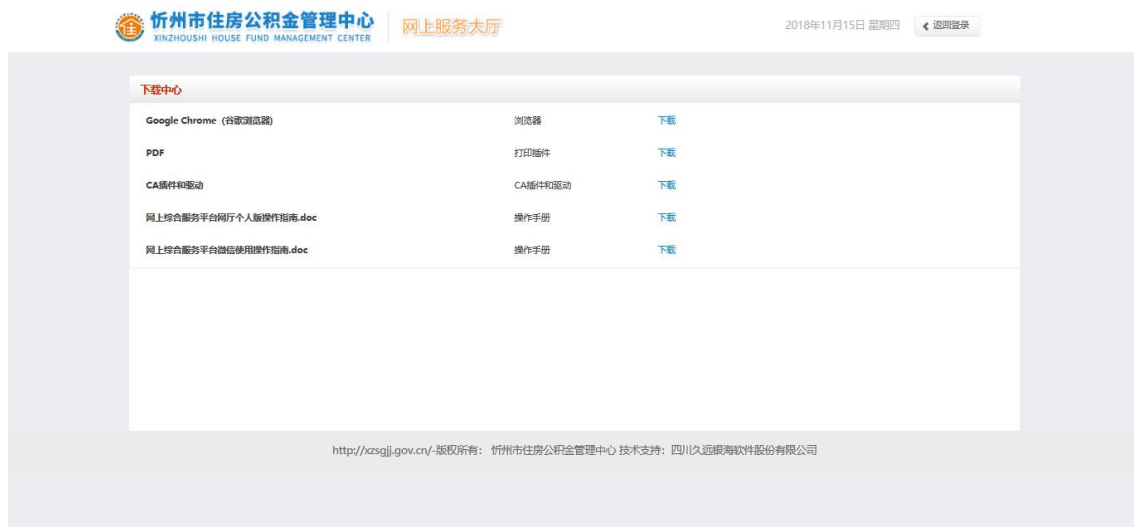 忻州市住房公积金管理中心 网上服务大厅 2018年11月15日 星期四 返回登录
XINZHOUSHI HOUSE FUND MANAGEMENT CENTER
下载中心
Google Chrome（谷歌浏览器） 浏览器 下载
PDF 打印插件 下载
CA插件和驱动 CA插件和驱动 下载
网上综合服务平台网厅个人版操作指南.doc 操作手册 下载
网上综合服务平台微信使用操作指南.doc 操作手册 下载
http://xzsgjj.gov.cn/-版权所有： 忻州市住房公积金管理中心 技术支持：四川久远银海软件股份有限公司